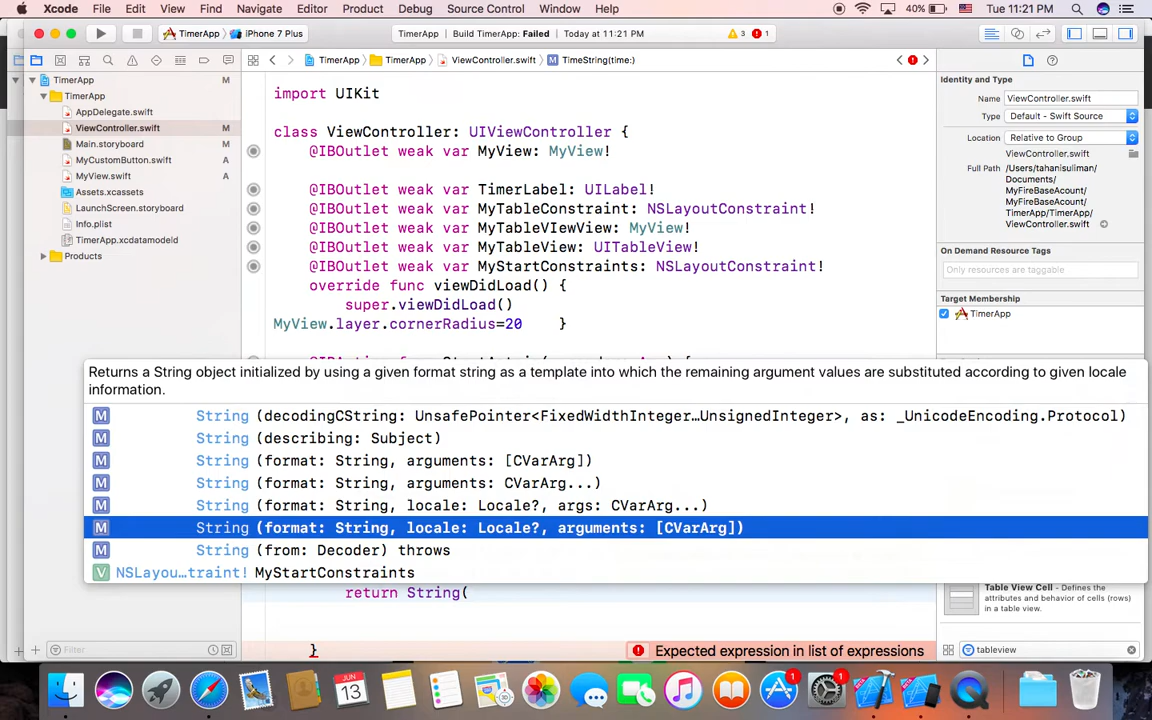 Xcode File Edit View Find Navigate Editor Product Debug Source Control Window Help 40% Tue 11:21 PM
TimerApp iPhone 7 Plus TimerApp | Build TimerApp: Failed | Today at 11:21 PM 3 1
TimerApp TimerApp ViewController.swift M TimeString(time:)
TimerApp M
TimerApp
AppDelegate.swift
ViewController.swift M
Main.storyboard M
MyCustomButton.swift A
MyView.swift A
Assets.xcassets
LaunchScreen.storyboard
Info.plist
TimerApp.xcdatamodeld
Products
Filter
import UIKit
class ViewController: UIViewController {
@IBOutlet weak var MyView: MyView!
@IBOutlet weak var TimerLabel: UILabel!
@IBOutlet weak var MyTableConstraint: NSLayoutConstraint!
@IBOutlet weak var MyTableVIewView: MyView!
@IBOutlet weak var MyTableView: UITableView!
@IBOutlet weak var MyStartConstraints: NSLayoutConstraint!
override func viewDidLoad() {
super.viewDidLoad()
MyView.layer.cornerRadius=20 }
Returns a String object initialized by using a given format string as a template into which the remaining argument values are substituted according to given locale
information.
M String (decodingCString: UnsafePointer<FixedWidthInteger…UnsignedInteger>, as: _UnicodeEncoding.Protocol)
M String (describing: Subject)
M String (format: String, arguments: [CVarArg])
M String (format: String, arguments: CVarArg...)
M String (format: String, locale: Locale?, args: CVarArg...)
M String (format: String, locale: Locale?, arguments: [CVarArg])
M String (from: Decoder) throws
V NSLayou…traint! MyStartConstraints
return String(
}
Expected expression in list of expressions
Identity and Type
Name ViewController.swift
Type Default - Swift Source
Location Relative to Group
ViewController.swift
Full Path /Users/tahanisuliman/
Documents/
MyFireBaseAcount/
MyFireBaseAcount/
TimerApp/TimerApp/
ViewController.swift
On Demand Resource Tags
Only resources are taggable
Target Membership
TimerApp
Table View Cell - Defines the
attributes and behavior of cells (rows)
in a table view.
tableview
JUN
13
1
1